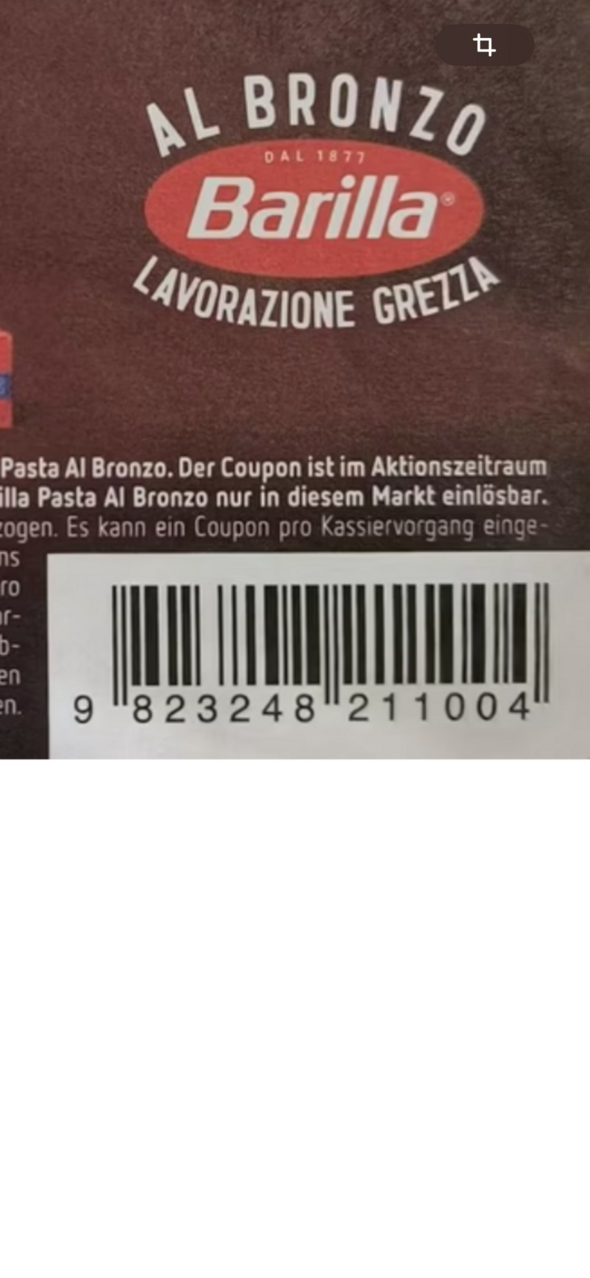 AL BRONZO
DAL 1877
Barilla®
LAVORAZIONE GREZZA
Pasta Al Bronzo. Der Coupon ist im Aktionszeitraum
illa Pasta Al Bronzo nur in diesem Markt einlösbar.
zogen. Es kann ein Coupon pro Kassiervorgang einge-
ns
ro
ar-
b-
en
en.
9 823248 211004